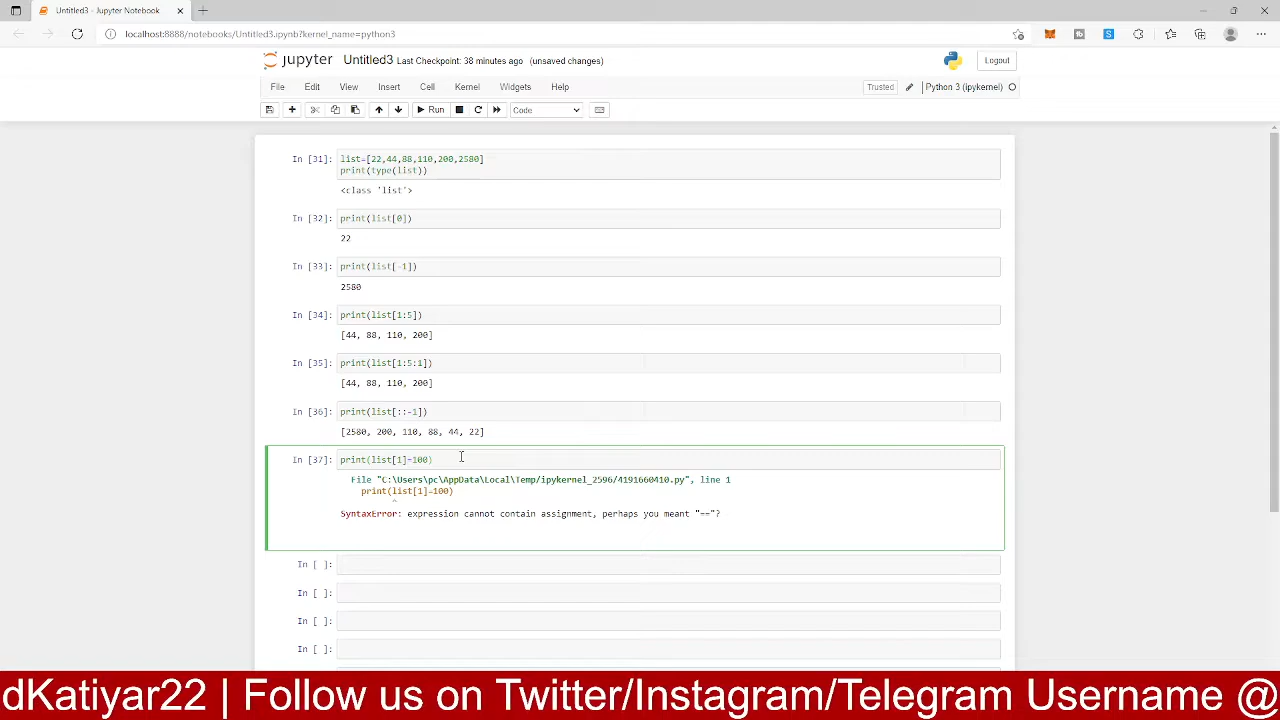 Untitled3 - Jupyter Notebook
localhost:8888/notebooks/Untitled3.ipynb?kernel_name=python3
jupyter Untitled3 Last Checkpoint: 38 minutes ago (unsaved changes)
Logout
File Edit View Insert Cell Kernel Widgets Help
Trusted
Python 3 (ipykernel)
Run
Code
In [31]: list=[22,44,88,110,200,2580]
print(type(list))
<class 'list'>
In [32]: print(list[0])
22
In [33]: print(list[-1])
2580
In [34]: print(list[1:5])
[44, 88, 110, 200]
In [35]: print(list[1:5:1])
[44, 88, 110, 200]
In [36]: print(list[::-1])
[2580, 200, 110, 88, 44, 22]
In [37]: print(list[1]=100)
File "C:\Users\pc\AppData\Local\Temp/ipykernel_2596/4191660410.py", line 1
print(list[1]=100)
^
SyntaxError: expression cannot contain assignment, perhaps you meant "=="?
In [ ]:
In [ ]:
In [ ]:
In [ ]:
dKatiyar22 | Follow us on Twitter/Instagram/Telegram Username @